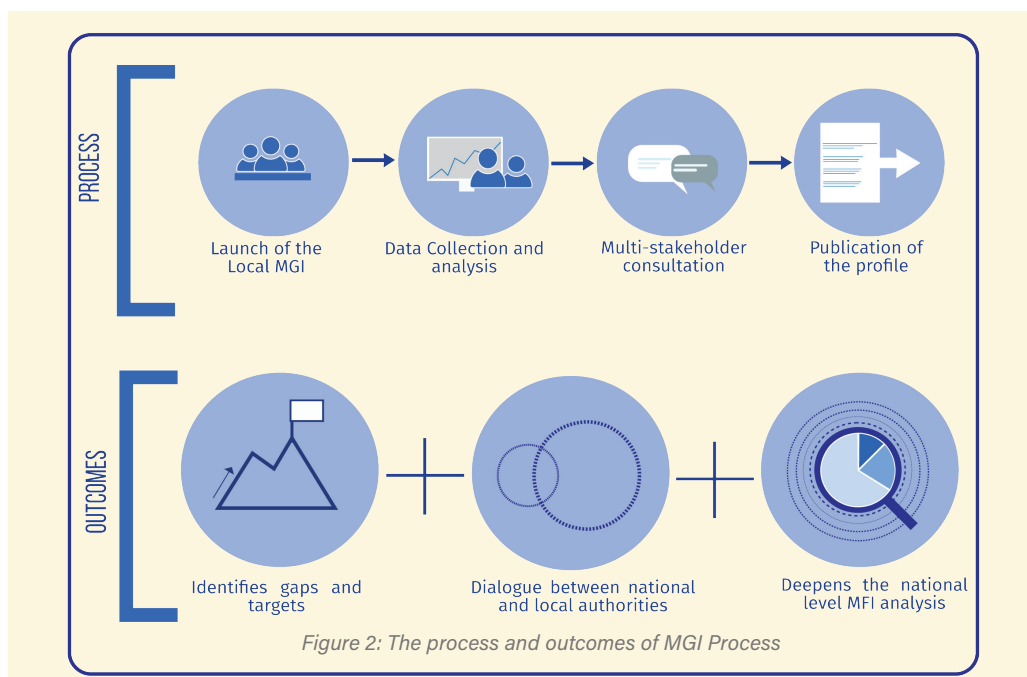 PROCESS
Launch of the
Local MGI
Data Collection and
analysis
Multi-stakeholder
consultation
Publication of
the profile
OUTCOMES
Identifies gaps and
targets
Dialogue between national
and local authorities
Deepens the national
level MFI analysis
Figure 2: The process and outcomes of MGI Process